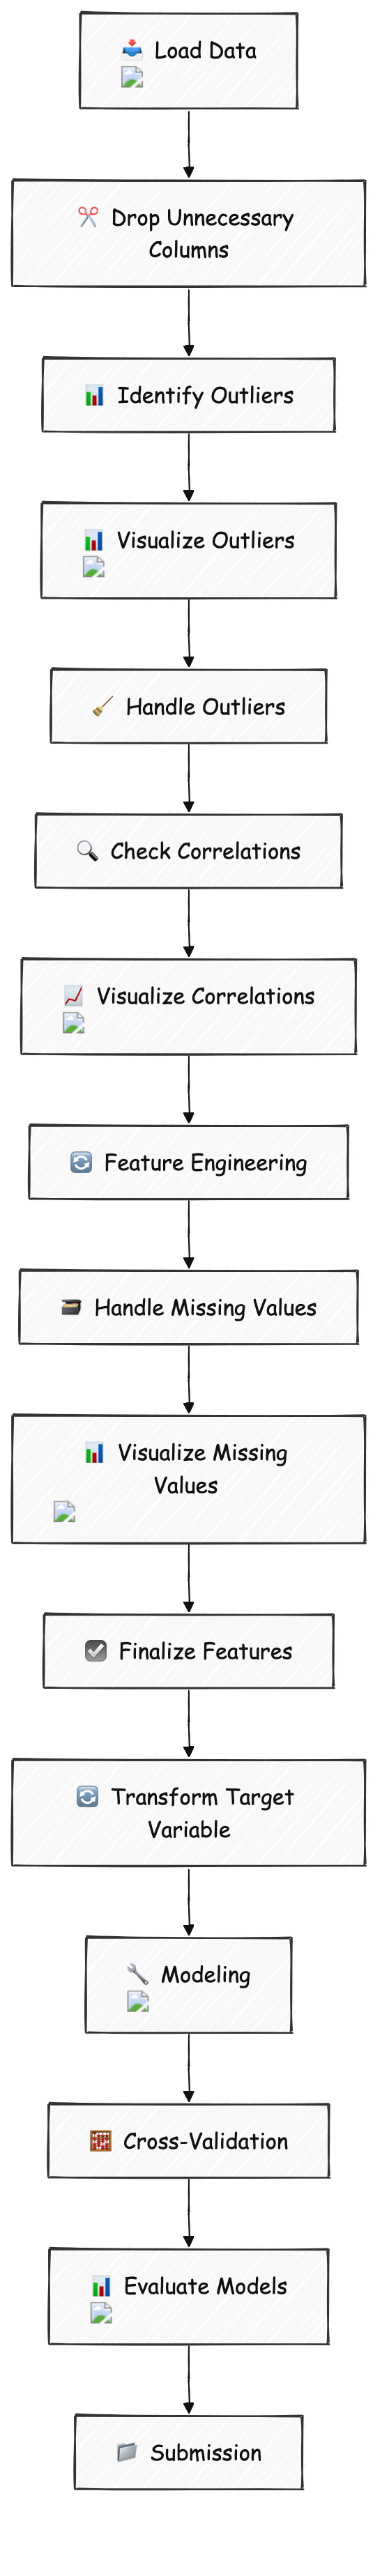 Load Data
Drop Unnecessary
Columns
Identify Outliers
Visualize Outliers
Handle Outliers
Check Correlations
Visualize Correlations
Feature Engineering
Handle Missing Values
Visualize Missing
Values
Finalize Features
Transform Target
Variable
Modeling
Cross-Validation
Evaluate Models
Submission